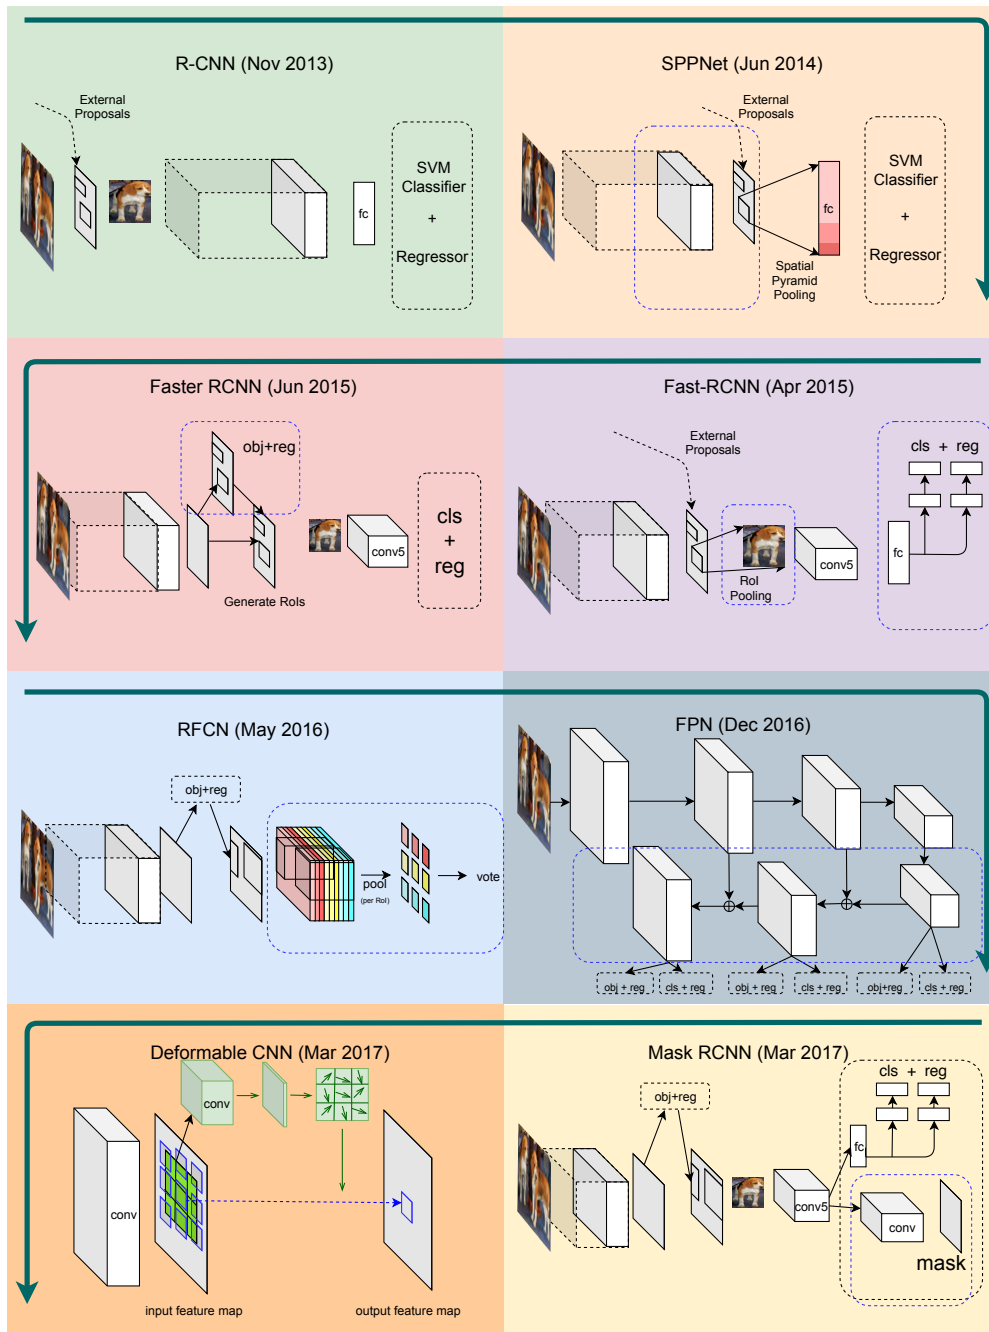 R-CNN (Nov 2013)
External
Proposals
fc
SVM
Classifier
+
Regressor
SPPNet (Jun 2014)
External
Proposals
fc
Spatial
Pyramid
Pooling
SVM
Classifier
+
Regressor
Faster RCNN (Jun 2015)
obj+reg
conv5
Generate RoIs
cls
+
reg
Fast-RCNN (Apr 2015)
External
Proposals
RoI
Pooling
conv5
fc
cls + reg
RFCN (May 2016)
obj+reg
pool
(per RoI)
vote
FPN (Dec 2016)
obj + reg
cls + reg
obj + reg
cls + reg
obj+reg
cls + reg
Deformable CNN (Mar 2017)
conv
conv
input feature map
output feature map
Mask RCNN (Mar 2017)
obj+reg
conv5
fc
cls + reg
conv
mask